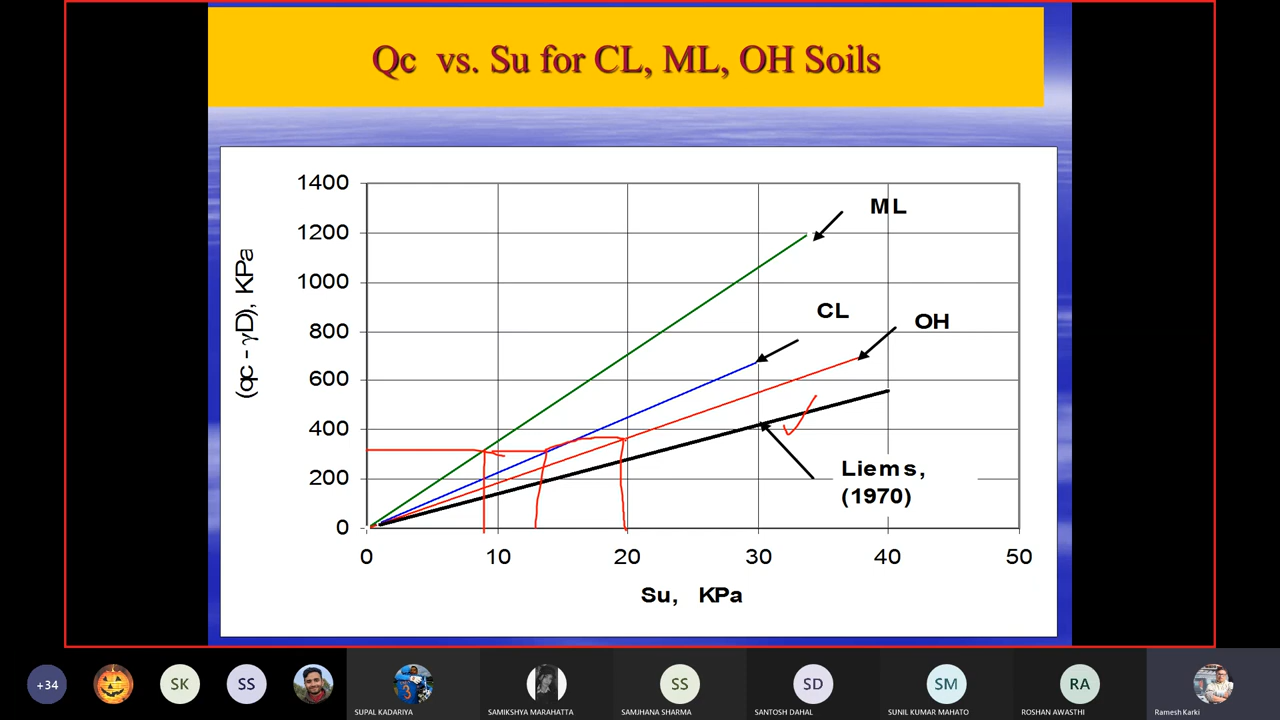 Qc vs. Su for CL, ML, OH Soils
1400
1200
1000
800
600
400
200
0
(qc - γD), KPa
ML
CL
OH
Liems,
(1970)
0 10 20 30 40 50
Su, KPa
+34
SK
SS
SUPAL KADARIYA
SAMIKSHYA MARAHATTA
SS
SAMJHANA SHARMA
SD
SANTOSH DAHAL
SM
SUNIL KUMAR MAHATO
RA
ROSHAN AWASTHI
Ramesh Karki